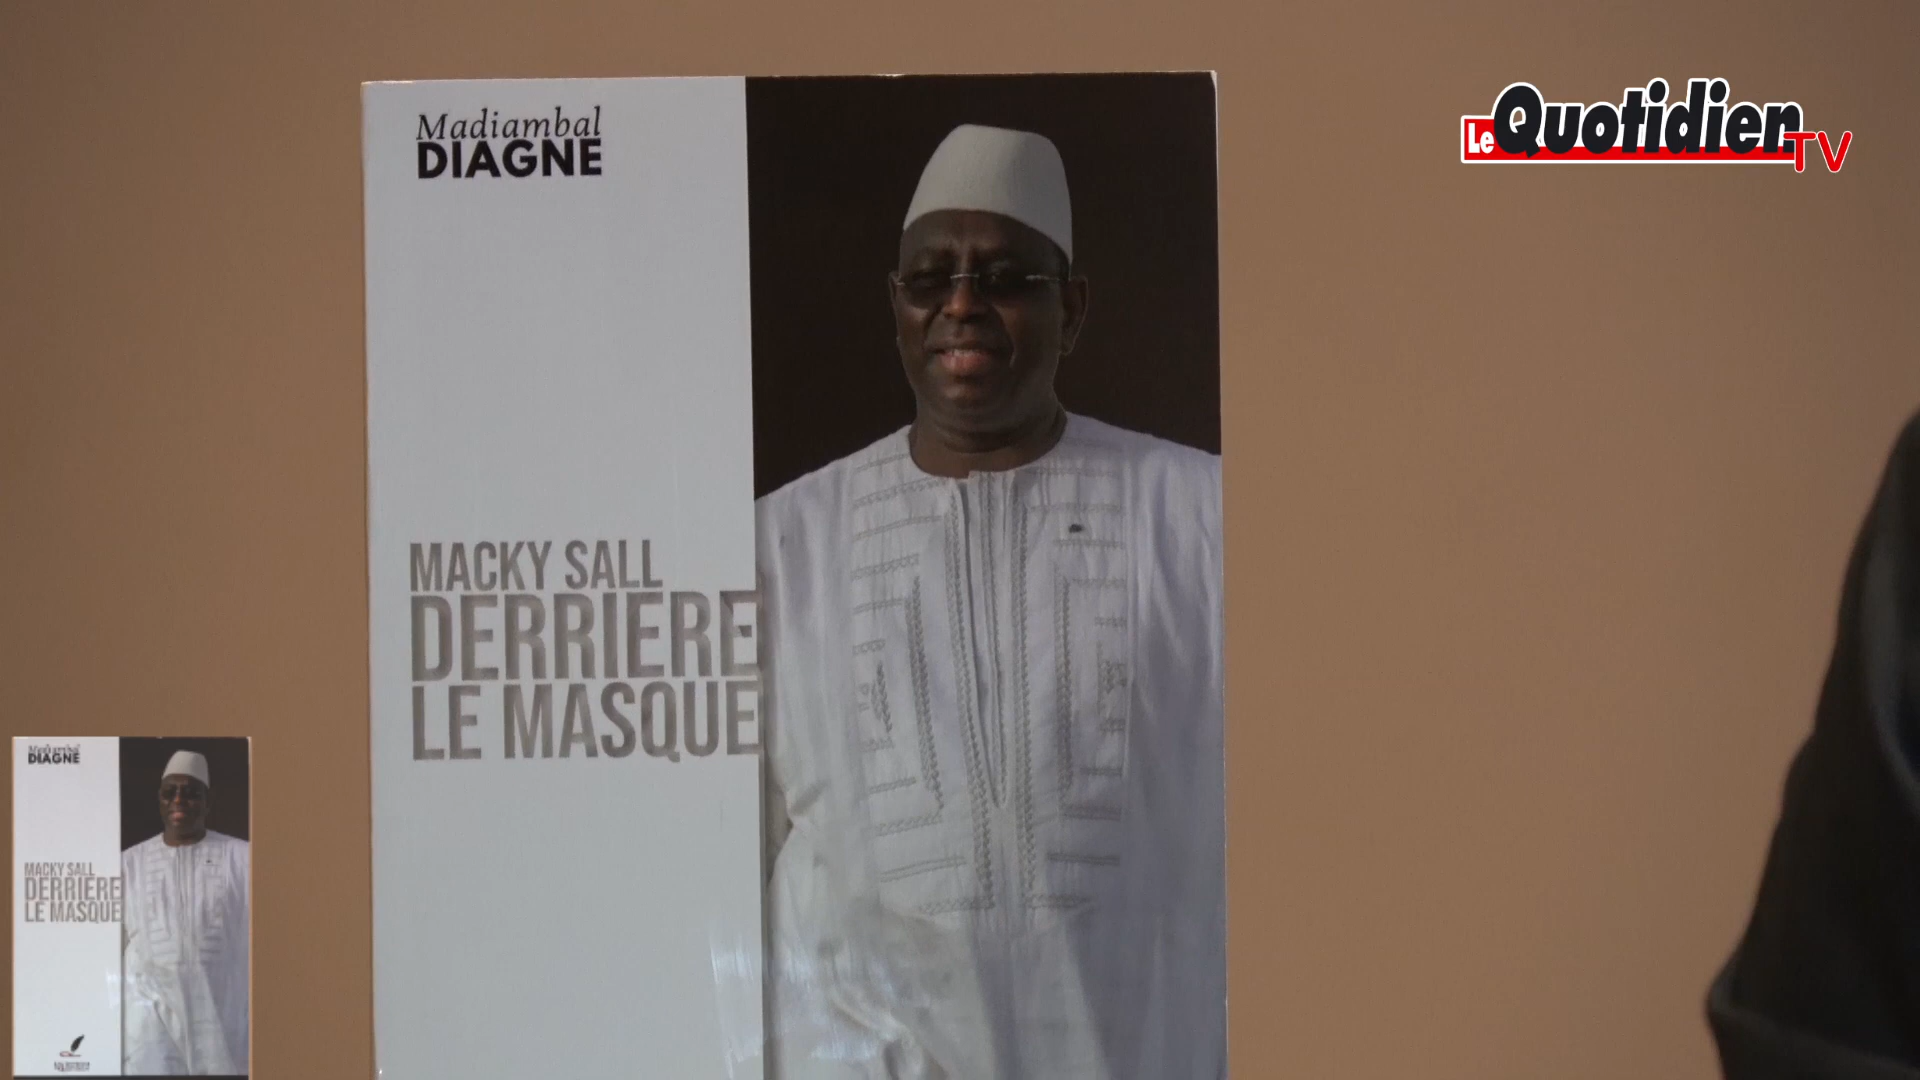 Madiambal
DIAGNE
MACKY SALL
DERRIERE
LE MASQUE
Le Quotidien TV
Madiambal
DIAGNE
MACKY SALL
DERRIERE
LE MASQUE